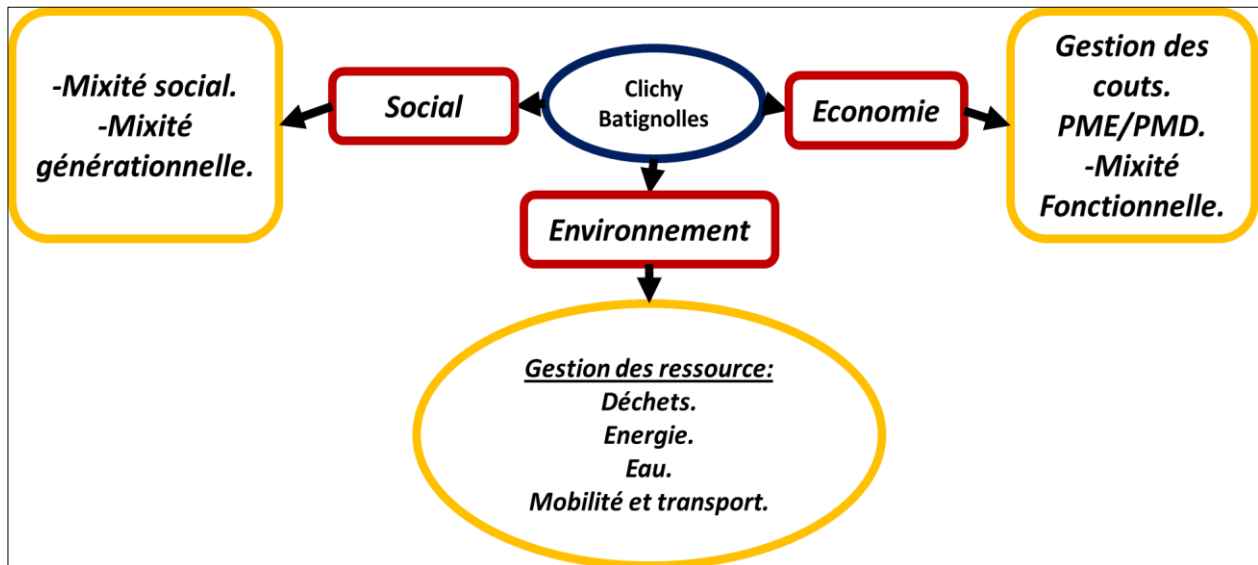 Clichy
Batignolles
Social
Economie
Environnement
-Mixité social.
-Mixité
générationnelle.
Gestion des
couts.
PME/PMD.
-Mixité
Fonctionnelle.
Gestion des ressource:
Déchets.
Energie.
Eau.
Mobilité et transport.